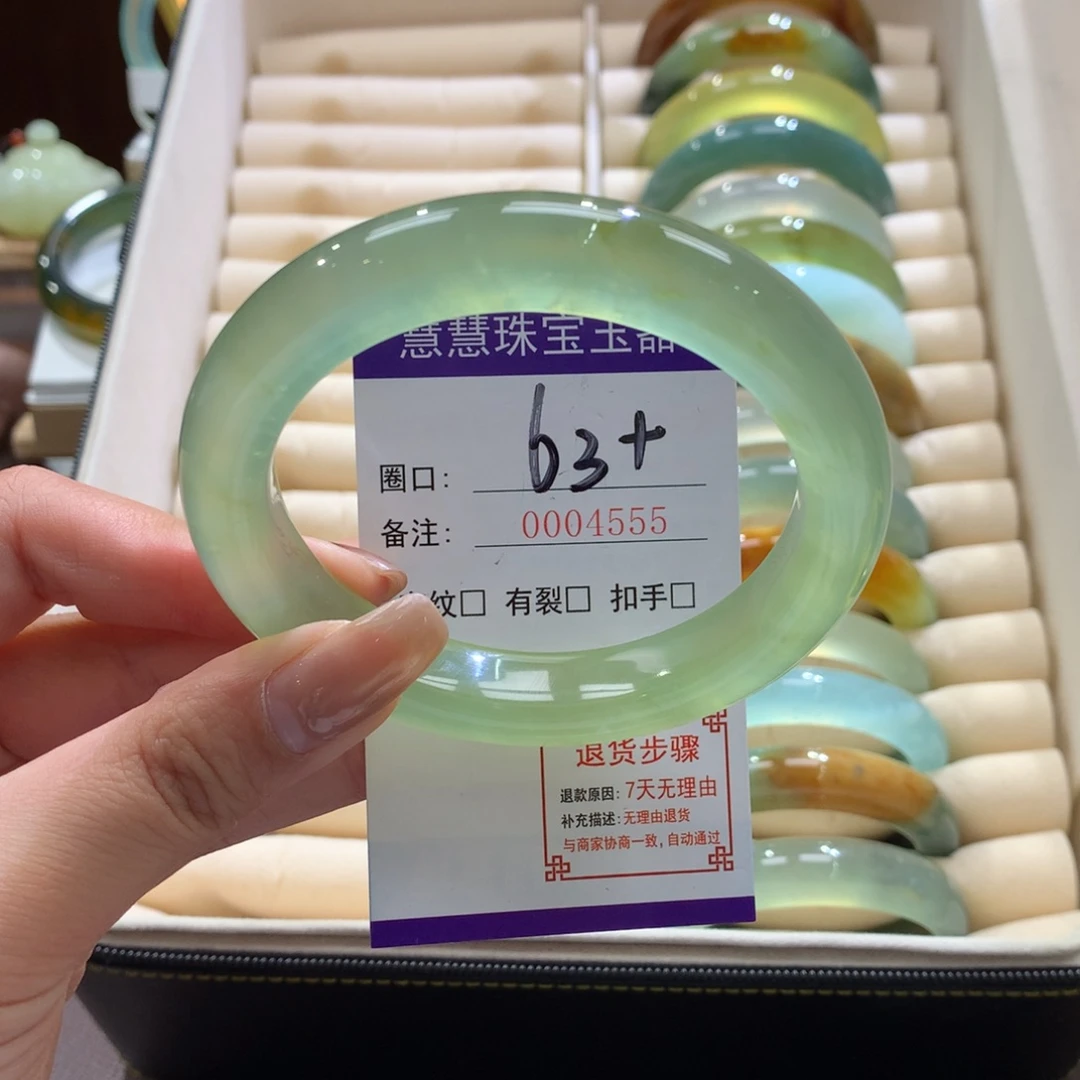 慧慧珠宝玉器
圈口: 63+
备注: 0004555
纹□ 有裂□ 扣手□
退货步骤
退款原因: 7天无理由
补充描述: 无理由退货
与商家协商一致, 自动通过